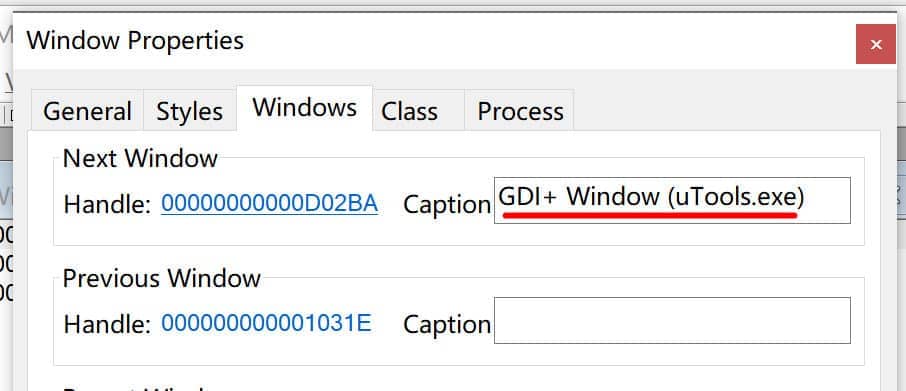 Window Properties
General Styles Windows Class Process
Next Window
Handle: 00000000000D02BA Caption GDI+ Window (uTools.exe)
Previous Window
Handle: 000000000001031E Caption